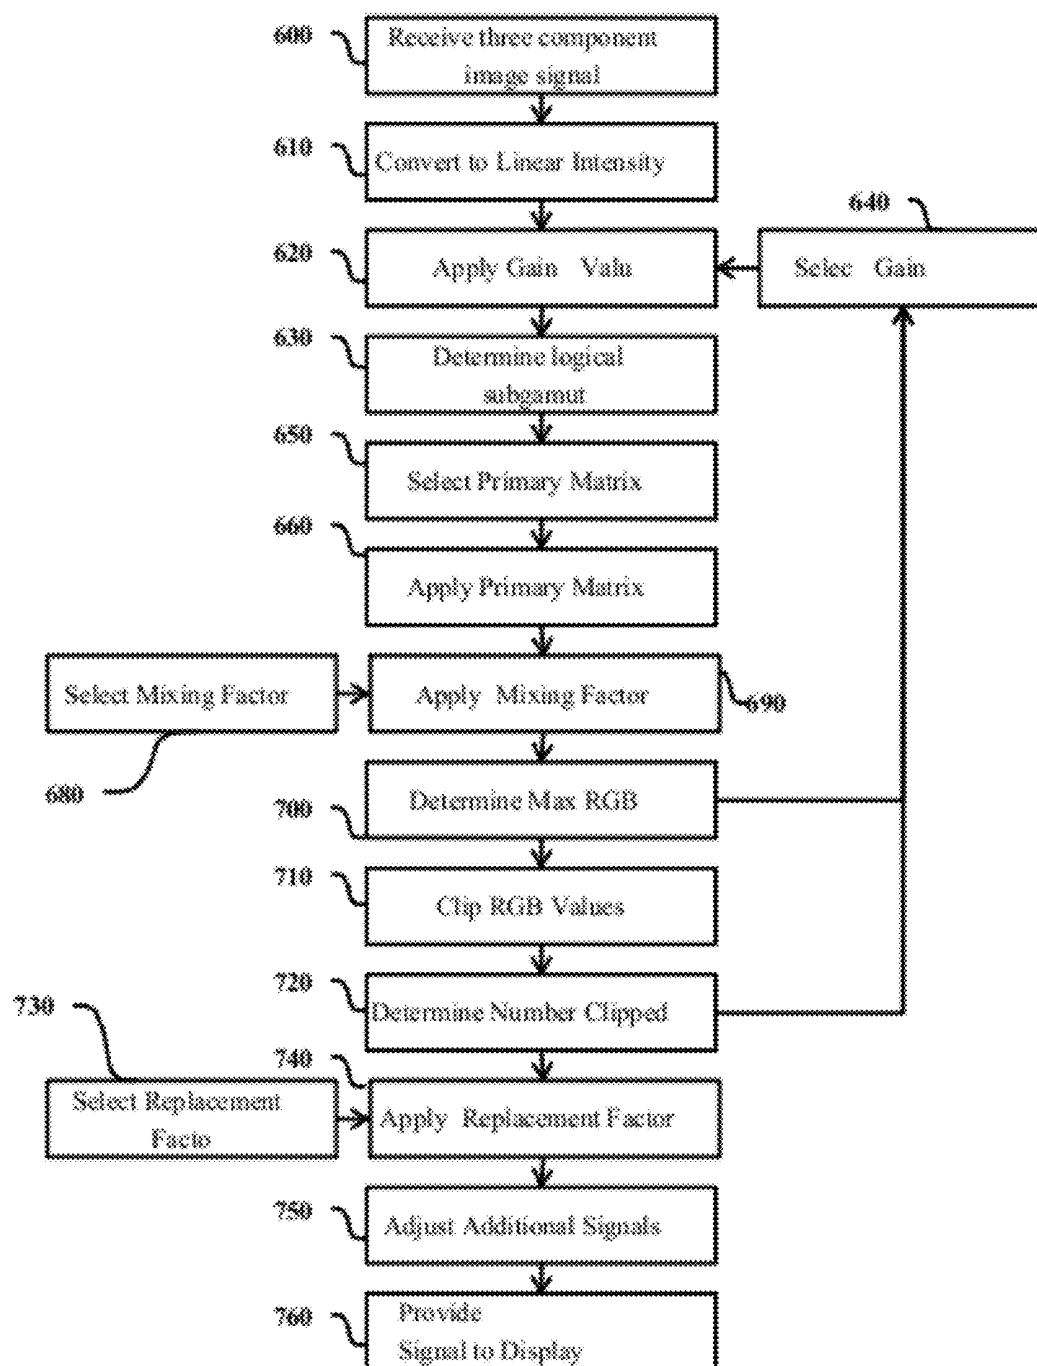 600
Receive three component
image signal
610
Convert to Linear Intensity
640
620
Apply Gain Valu
Selec Gain
630
Determine logical
subgamut
650
Select Primary Matrix
660
Apply Primary Matrix
Select Mixing Factor
Apply Mixing Factor
690
680
Determine Max RGB
700
710
Clip RGB Values
720
Determine Number Clipped
730
740
Select Replacement
Facto
Apply Replacement Factor
750
Adjust Additional Signals
760
Provide
Signal to Display